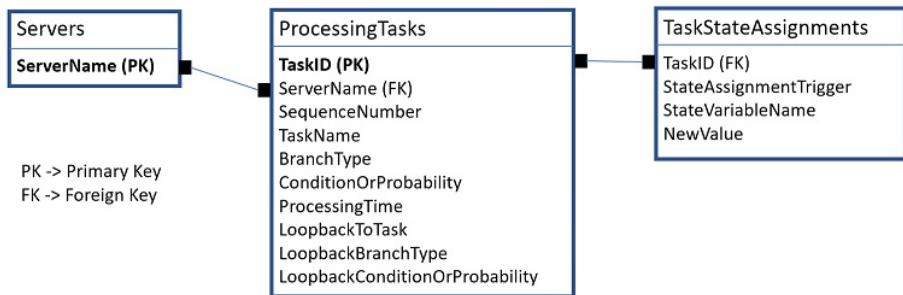 Servers
ServerName (PK)
PK -> Primary Key
FK -> Foreign Key
ProcessingTasks
TaskID (PK)
ServerName (FK)
SequenceNumber
TaskName
BranchType
ConditionOrProbability
ProcessingTime
LoopbackToTask
LoopbackBranchType
LoopbackConditionOrProbability
TaskStateAssignments
TaskID (FK)
StateAssignmentTrigger
StateVariableName
NewValue